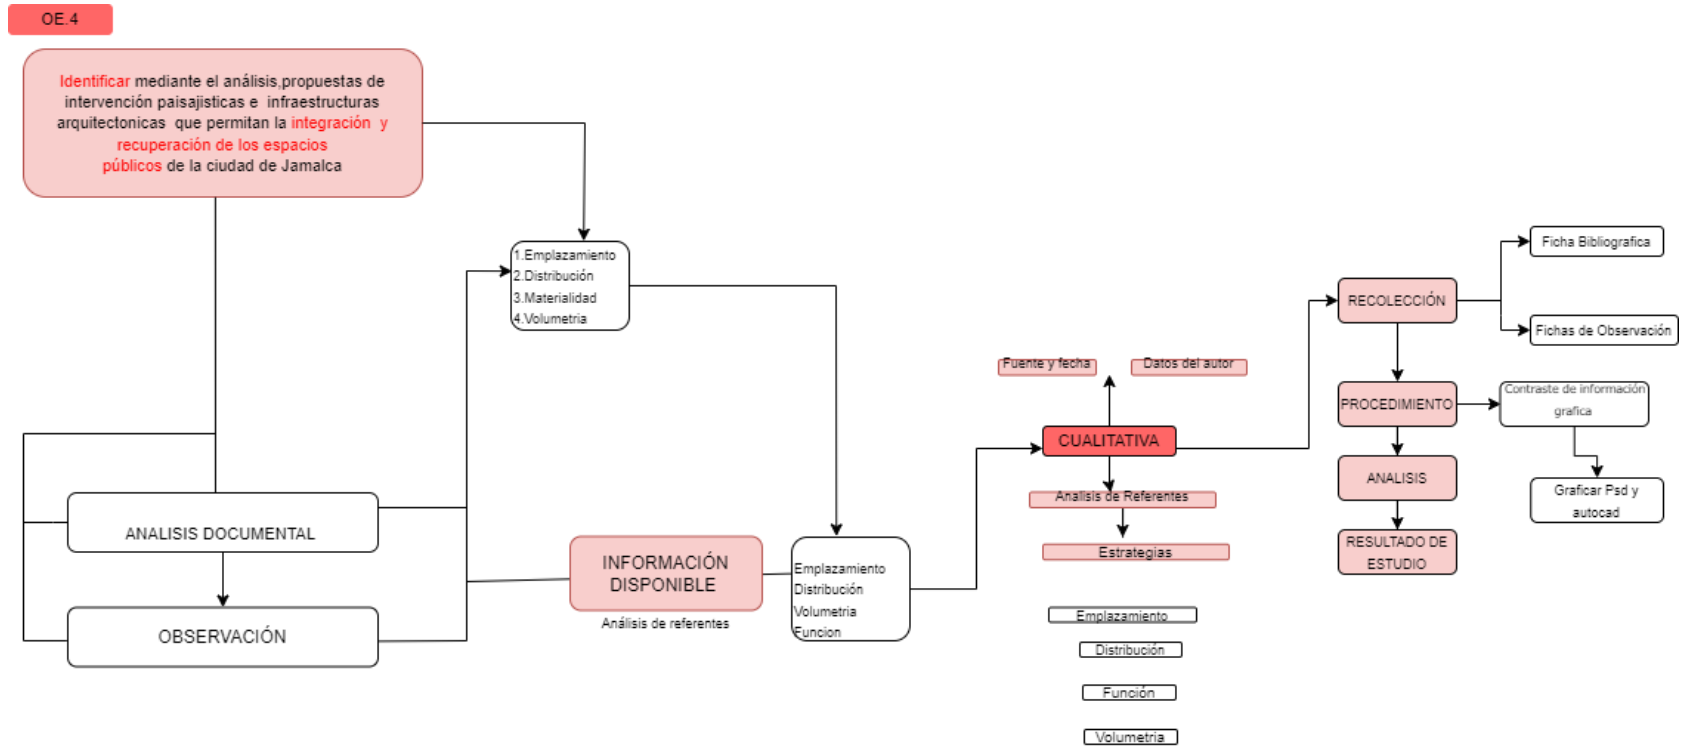 OE.4
Identificar mediante el análisis,propuestas de
intervención paisajisticas e infraestructuras
arquitectonicas que permitan la integración y
recuperación de los espacios
públicos de la ciudad de Jamalca
1.Emplazamiento
2.Distribución
3.Materialidad
4.Volumetria
ANALISIS DOCUMENTAL
OBSERVACIÓN
INFORMACIÓN
DISPONIBLE
Análisis de referentes
Emplazamiento
Distribución
Volumetria
Funcion
Fuente y fecha
Datos del autor
CUALITATIVA
Analisis de Referentes
Estrategias
Emplazamiento
Distribución
Función
Volumetria
RECOLECCIÓN
Ficha Bibliografica
Fichas de Observación
PROCEDIMIENTO
Contraste de información
grafica
ANALISIS
Graficar Psd y
autocad
RESULTADO DE
ESTUDIO